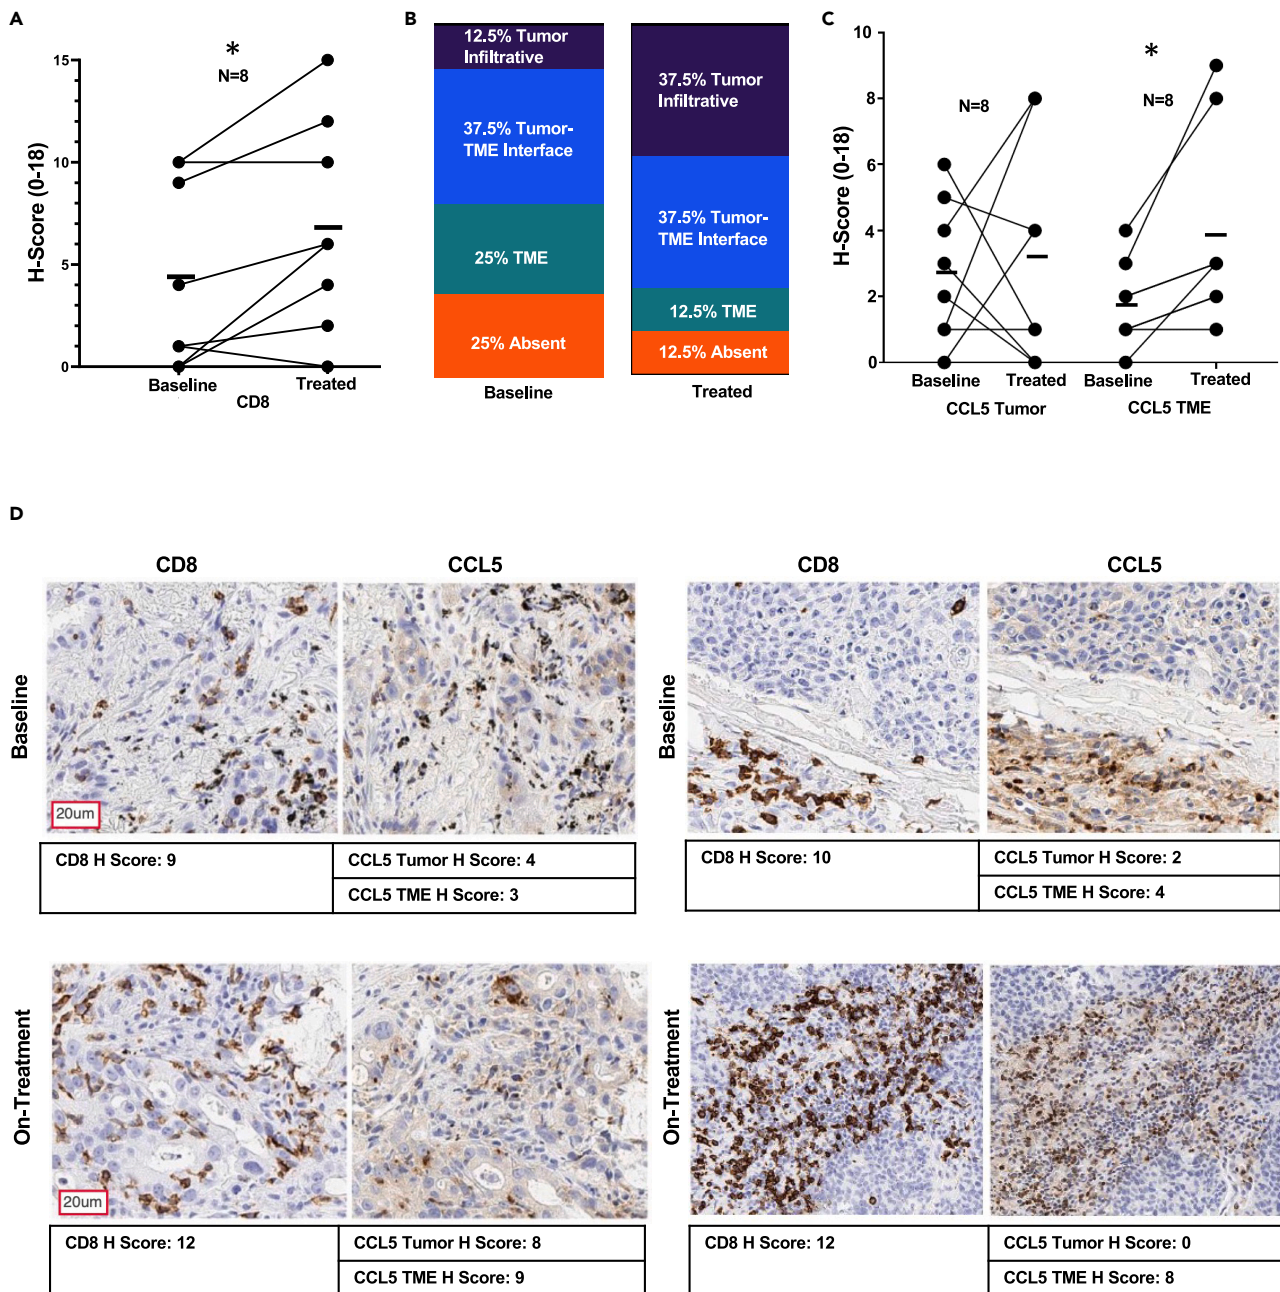 A
H-Score (0-18)
15
10
5
0
*
N=8
Baseline
Treated
CD8
B
12.5% Tumor
Infiltrative
37.5% Tumor-
TME Interface
25% TME
25% Absent
Baseline
37.5% Tumor
Infiltrative
37.5% Tumor-
TME Interface
12.5% TME
12.5% Absent
Treated
C
H-Score (0-18)
10
8
6
4
2
0
N=8
*
N=8
Baseline
Treated
Baseline
Treated
CCL5 Tumor
CCL5 TME
D
CD8
CCL5
Baseline
20um
CD8 H Score: 9
CCL5 Tumor H Score: 4
CCL5 TME H Score: 3
On-Treatment
20um
CD8 H Score: 12
CCL5 Tumor H Score: 8
CCL5 TME H Score: 9
CD8
CCL5
Baseline
CD8 H Score: 10
CCL5 Tumor H Score: 2
CCL5 TME H Score: 4
On-Treatment
CD8 H Score: 12
CCL5 Tumor H Score: 0
CCL5 TME H Score: 8